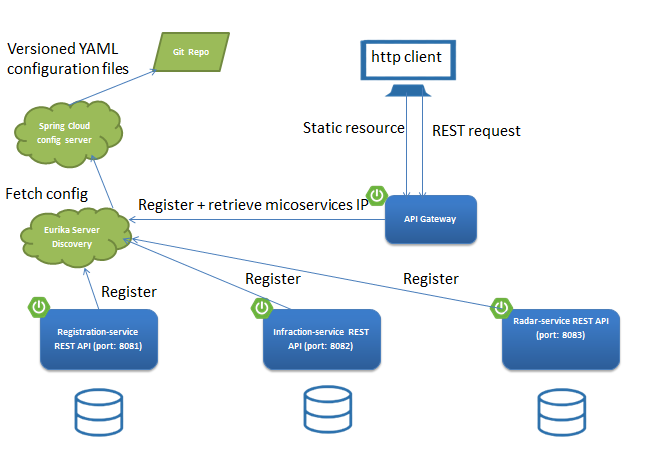 Versioned YAML
configuration files
Git Repo
http client
Spring Cloud
config server
Static resource
REST request
Fetch config
Register + retrieve micoservices IP
API Gateway
Eurika Server
Discovery
Register
Register
Register
Registration-service
REST API (port: 8081)
Infraction-service REST
API (port: 8082)
Radar-service REST API
(port: 8083)